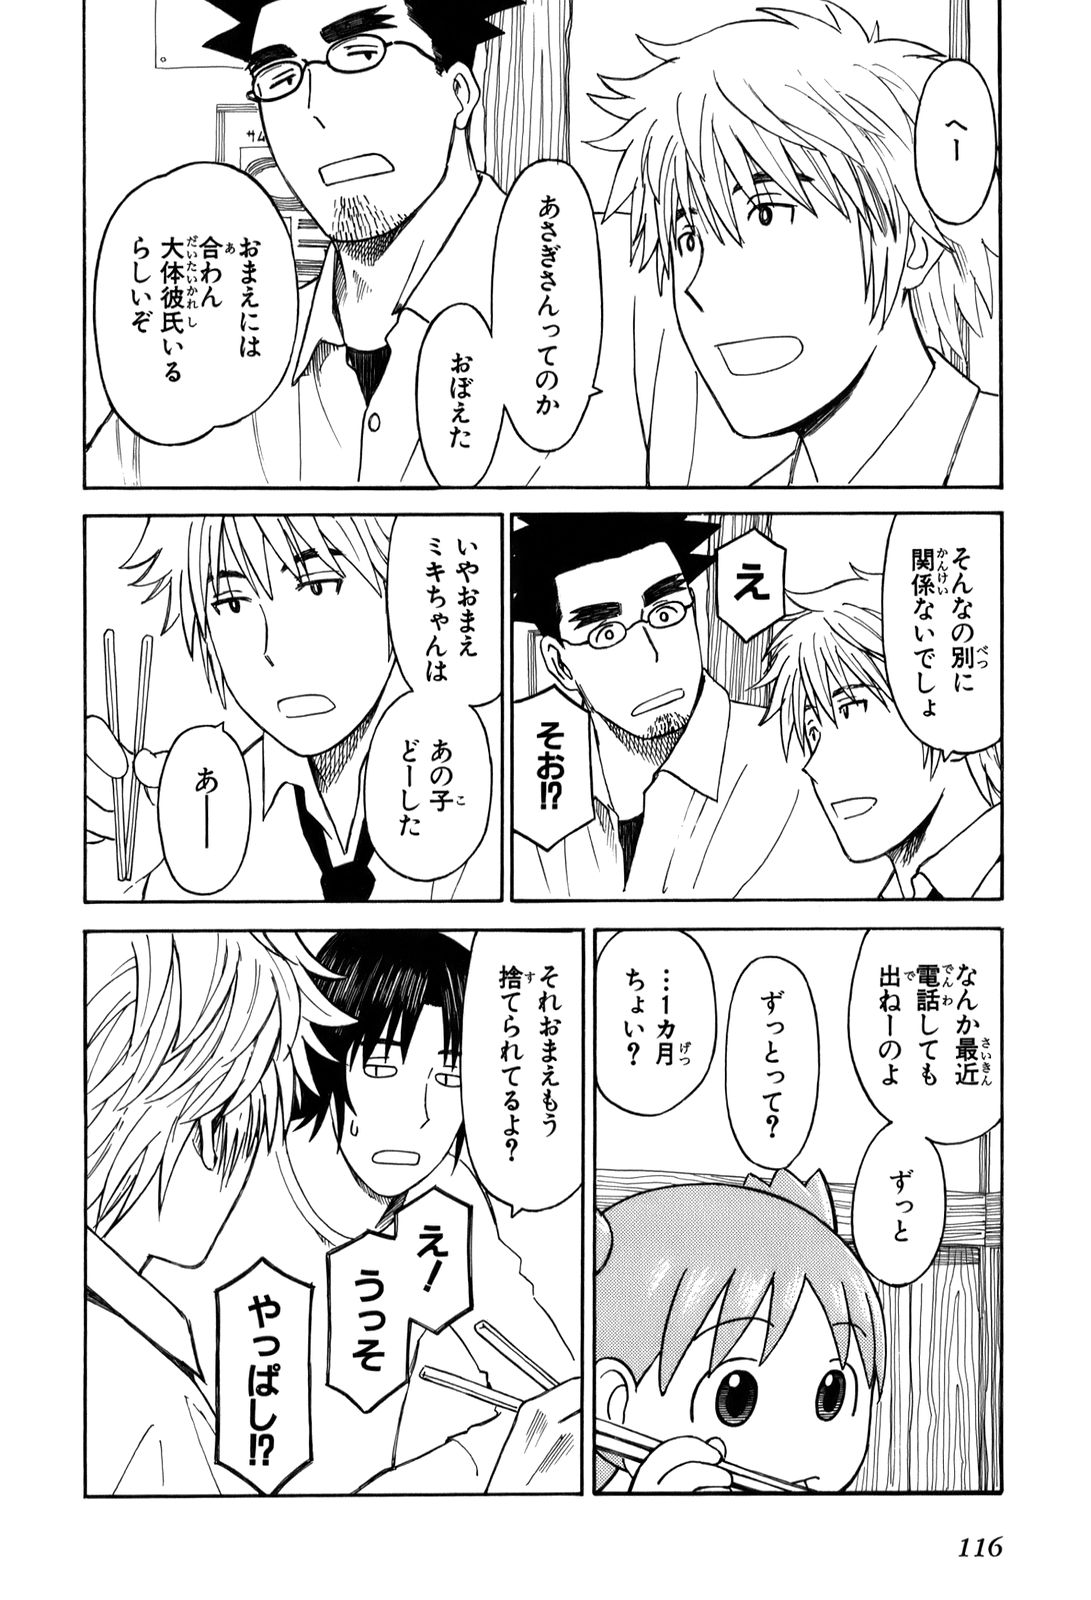 へー
あさぎさんってのか
おぼえた
おまえには
合わん
大体彼氏いる
らしいぞ
サム
そんなの別に
関係ないでしょ
え
そお!?
いやおまえ
ミキちゃんは
あの子
どーした
あー
なんか最近
電話しても
出ねーのよ
ずっと
ずっとって?
…1カ月
ちょい?
それおまえもう
捨てられてるよ?
え!
うっそ
やっぱし!?
116